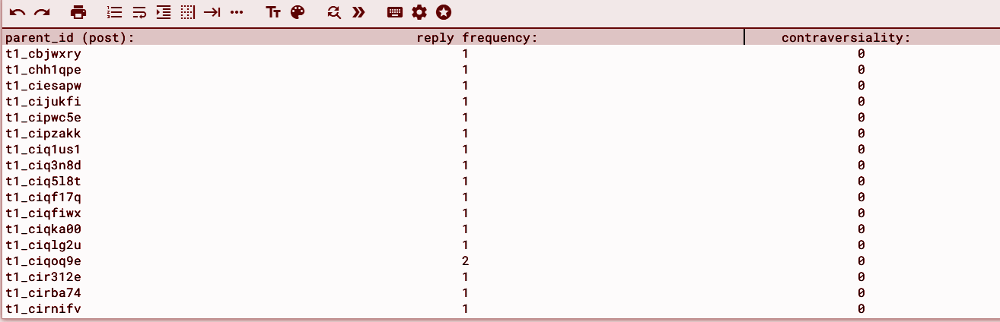 parent_id (post): reply frequency: contraversiality:
t1_cbjwxry 1 0
t1_chh1qpe 1 0
t1_ciesapw 1 0
t1_cijukfi 1 0
t1_cipwc5e 1 0
t1_cipzakk 1 0
t1_ciq1us1 1 0
t1_ciq3n8d 1 0
t1_ciq5l8t 1 0
t1_ciqf17q 1 0
t1_ciqfiwx 1 0
t1_ciqka00 1 0
t1_ciqlg2u 1 0
t1_ciqoq9e 2 0
t1_cir312e 1 0
t1_cirba74 1 0
t1_cirnifv 1 0